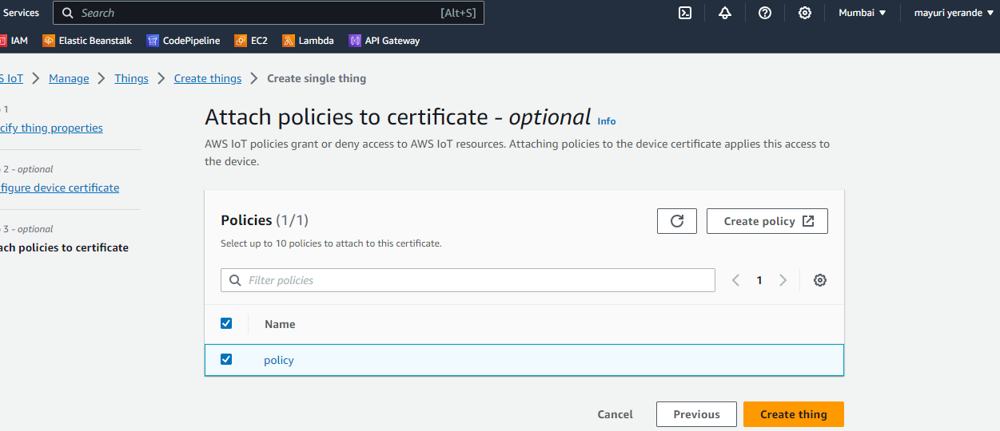 Services Search [Alt+S] Mumbai mayuri yerande
IAM Elastic Beanstalk CodePipeline EC2 Lambda API Gateway
S IoT Manage Things Create things Create single thing
1
cify thing properties
2 - optional
figure device certificate
3 - optional
ach policies to certificate
Attach policies to certificate - optional Info
AWS IoT policies grant or deny access to AWS IoT resources. Attaching policies to the device certificate applies this access to
the device.
Policies (1/1)
Select up to 10 policies to attach to this certificate.
Create policy
Filter policies
1
Name
policy
Cancel Previous Create thing